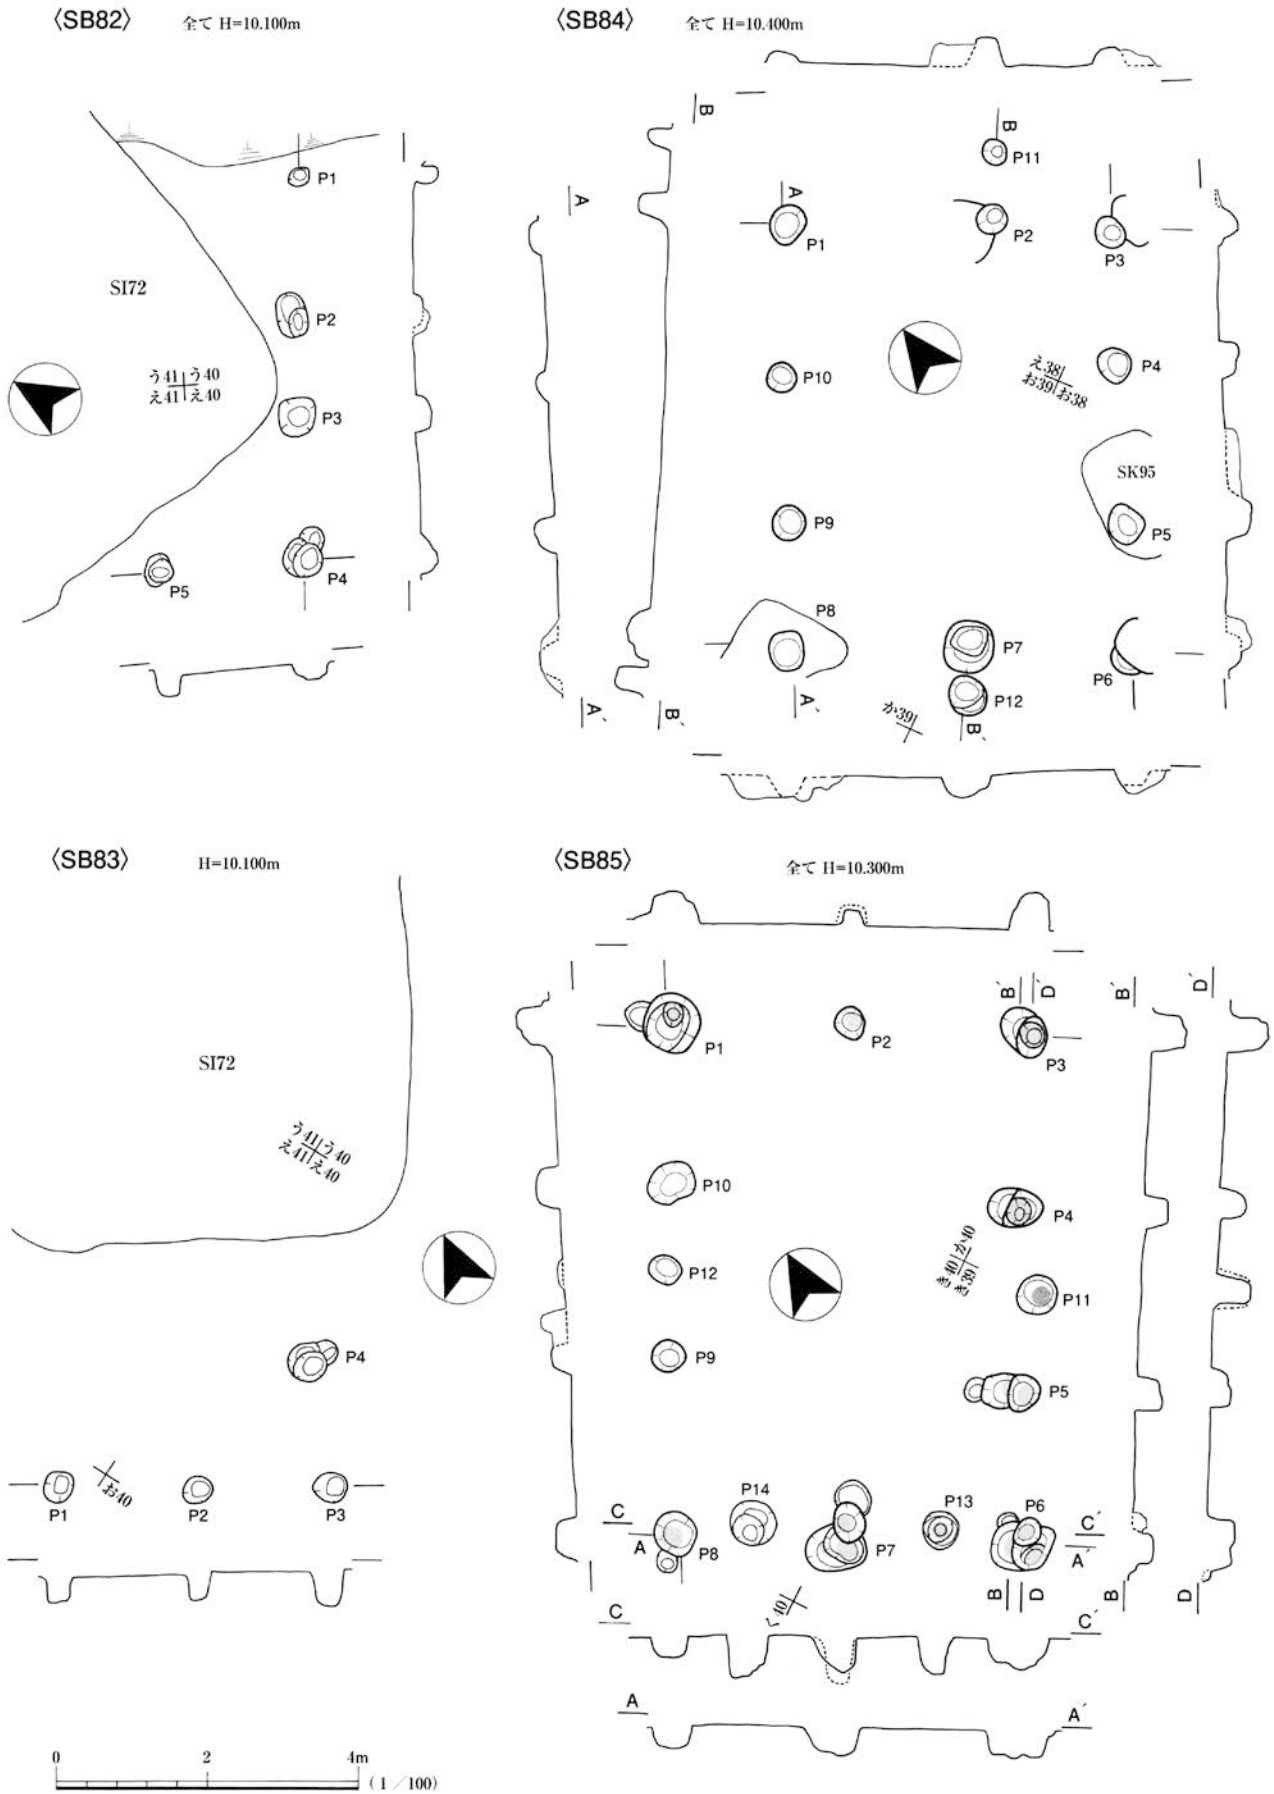 〈SB82〉 全て H=10.100m
P1
SI72
P2
う41 う40
え41 え40
P3
P4
P5
〈SB84〉 全て H=10.400m
B
B
P11
A
A
P1
P2
P3
P10
え38
お39 お38
P4
SK95
P9
P5
P8
P7
P6
P12
か39
A、
B、
A、
B、
〈SB83〉 H=10.100m
SI72
う41 う40
え41 え40
P4
お40
P1
P2
P3
〈SB85〉 全て H=10.300m
B´ D´ B´ D´
P1
P2
P3
P10
P4
か40
き40
き39
P12
P11
P9
P5
P14
P13
P6
C
C´
A
P8
P7
A´
B D B D
く40
C
C´
A
A´
0 2 4m
(1/100)